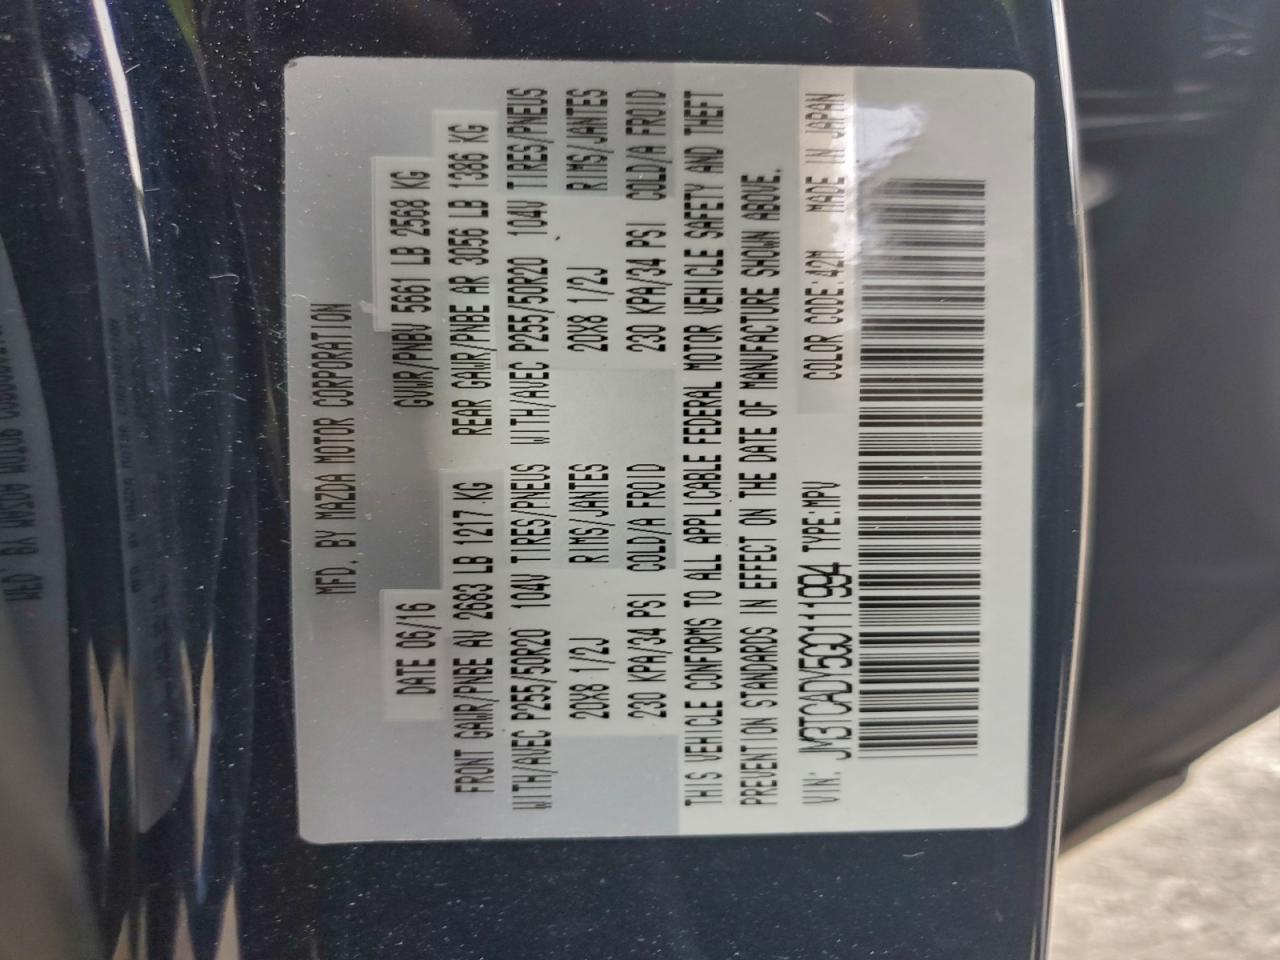 MFD. BY MAZDA MOTOR CORPORATION
DATE 06/16 GVWR/PNBV 5661 LB 2568 KG
FRONT GAWR/PNBE AV 2683 LB 1217 KG REAR GAWR/PNBE AR 3056 LB 1386 KG
WITH/AVEC P255/50R20 104V TIRES/PNEUS WITH/AVEC P255/50R20 104V TIRES/PNEUS
20X8 1/2J RIMS/JANTES 20X8 1/2J RIMS/JANTES
230 KPA/34 PSI COLD/A FROID 230 KPA/34 PSI COLD/A FROID
THIS VEHICLE CONFORMS TO ALL APPLICABLE FEDERAL MOTOR VEHICLE SAFETY AND THEFT
PREVENTION STANDARDS IN EFFECT ON THE DATE OF MANUFACTURE SHOWN ABOVE.
VIN: JM3TCADY5G0111994 TYPE:MPV COLOR CODE:42M MADE IN JAPAN